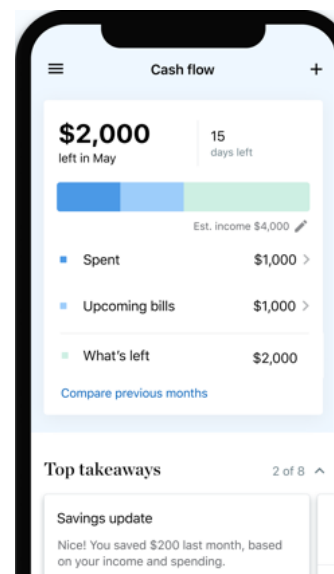 Cash flow
$2,000
left in May
15
days left
Est. income $4,000
Spent $1,000
Upcoming bills $1,000
What's left $2,000
Compare previous months
Top takeaways 2 of 8
Savings update
Nice! You saved $200 last month, based
on your income and spending.